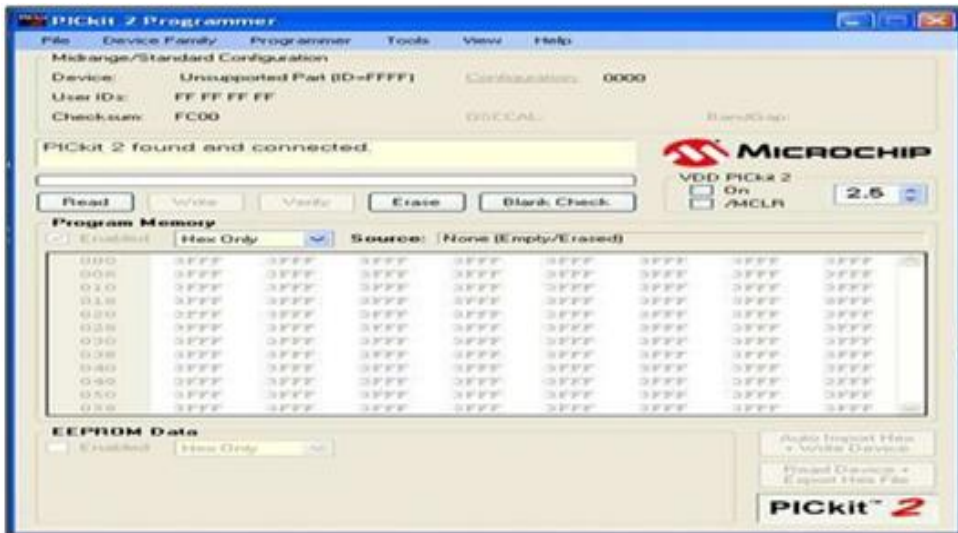 PICkit 2 Programmer
File Device Family Programmer Tools View Help
Midrange/Standard Configuration
Device: Unsupported Part (ID=FFFF) Configuration: 0000
User IDs: FF FF FF FF
Checksum: FC00 OSCCAL: BandGap:
PICkit 2 found and connected.
MICROCHIP
VDD PICkit 2
On
/MCLR
2.5
Read Write Verify Erase Blank Check
Program Memory
Enabled Hex Only Source: None (Empty/Erased)
000 3FFF 3FFF 3FFF 3FFF 3FFF 3FFF 3FFF 3FFF
008 3FFF 3FFF 3FFF 3FFF 3FFF 3FFF 3FFF 3FFF
010 3FFF 3FFF 3FFF 3FFF 3FFF 3FFF 3FFF 3FFF
018 3FFF 3FFF 3FFF 3FFF 3FFF 3FFF 3FFF 3FFF
020 3FFF 3FFF 3FFF 3FFF 3FFF 3FFF 3FFF 3FFF
028 3FFF 3FFF 3FFF 3FFF 3FFF 3FFF 3FFF 3FFF
030 3FFF 3FFF 3FFF 3FFF 3FFF 3FFF 3FFF 3FFF
038 3FFF 3FFF 3FFF 3FFF 3FFF 3FFF 3FFF 3FFF
040 3FFF 3FFF 3FFF 3FFF 3FFF 3FFF 3FFF 3FFF
048 3FFF 3FFF 3FFF 3FFF 3FFF 3FFF 3FFF 3FFF
050 3FFF 3FFF 3FFF 3FFF 3FFF 3FFF 3FFF 3FFF
058 3FFF 3FFF 3FFF 3FFF 3FFF 3FFF 3FFF 3FFF
EEPROM Data
Enabled Hex Only
Auto Import Hex
+ Write Device
Read Device +
Export Hex File
PICkit™ 2